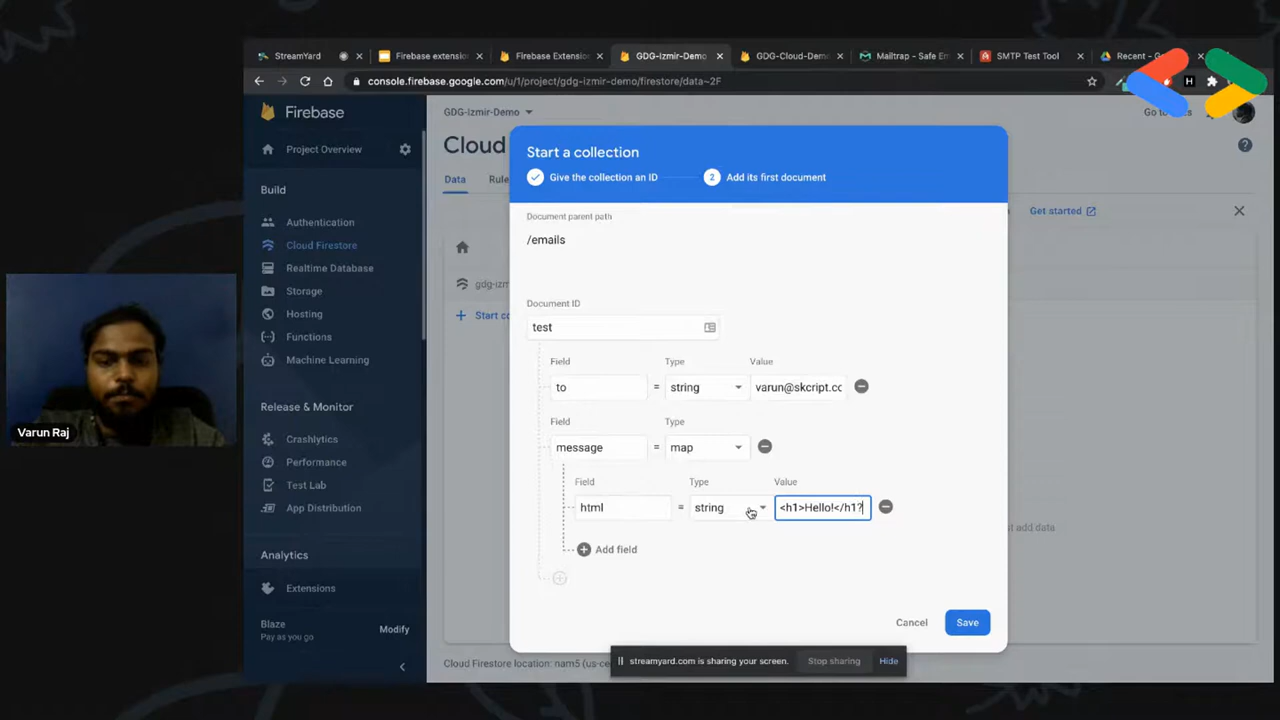 StreamYard
Firebase extension
Firebase Extension
GDG-Izmir-Demo
GDG-Cloud-Demo
Mailtrap - Safe Em
SMTP Test Tool
Recent - Go
console.firebase.google.com/u/1/project/gdg-izmir-demo/firestore/data~2F
Firebase
Project Overview
Build
Authentication
Cloud Firestore
Realtime Database
Storage
Hosting
Functions
Machine Learning
Release & Monitor
Crashlytics
Performance
Test Lab
App Distribution
Analytics
Extensions
Blaze
Pay as you go
Modify
GDG-Izmir-Demo
Go to
Cloud
Data
Rule
Get started
gdg-izm
Start co
add data
Cloud Firestore location: nam5 (us-ce
Start a collection
Give the collection an ID
2 Add its first document
Document parent path
/emails
Document ID
test
Field Type Value
to = string varun@skcript.co
Field Type
message = map
Field Type Value
html = string <h1>Hello!</h1?
Add field
Cancel Save
streamyard.com is sharing your screen. Stop sharing Hide
Varun Raj